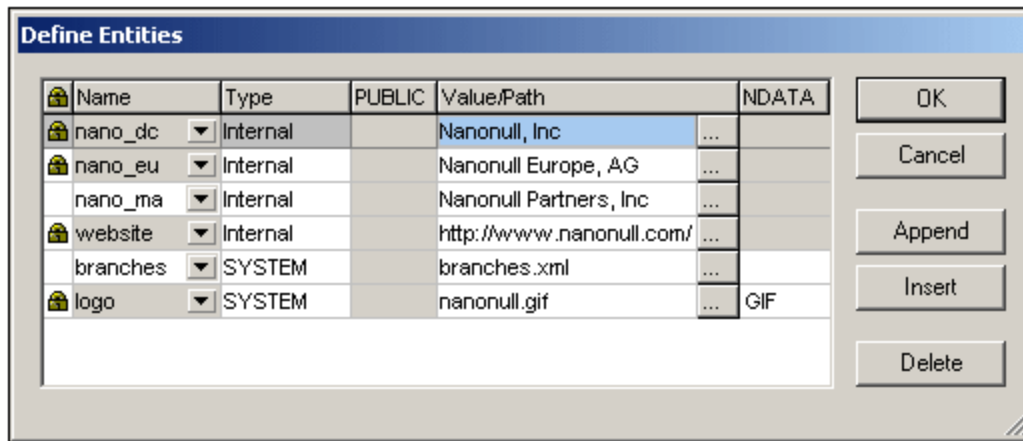 Define Entities
Name Type PUBLIC Value/Path NDATA
nano_dc Internal Nanonull, Inc ...
nano_eu Internal Nanonull Europe, AG ...
nano_ma Internal Nanonull Partners, Inc ...
website Internal http://www.nanonull.com/ ...
branches SYSTEM branches.xml ...
logo SYSTEM nanonull.gif ... GIF
OK
Cancel
Append
Insert
Delete